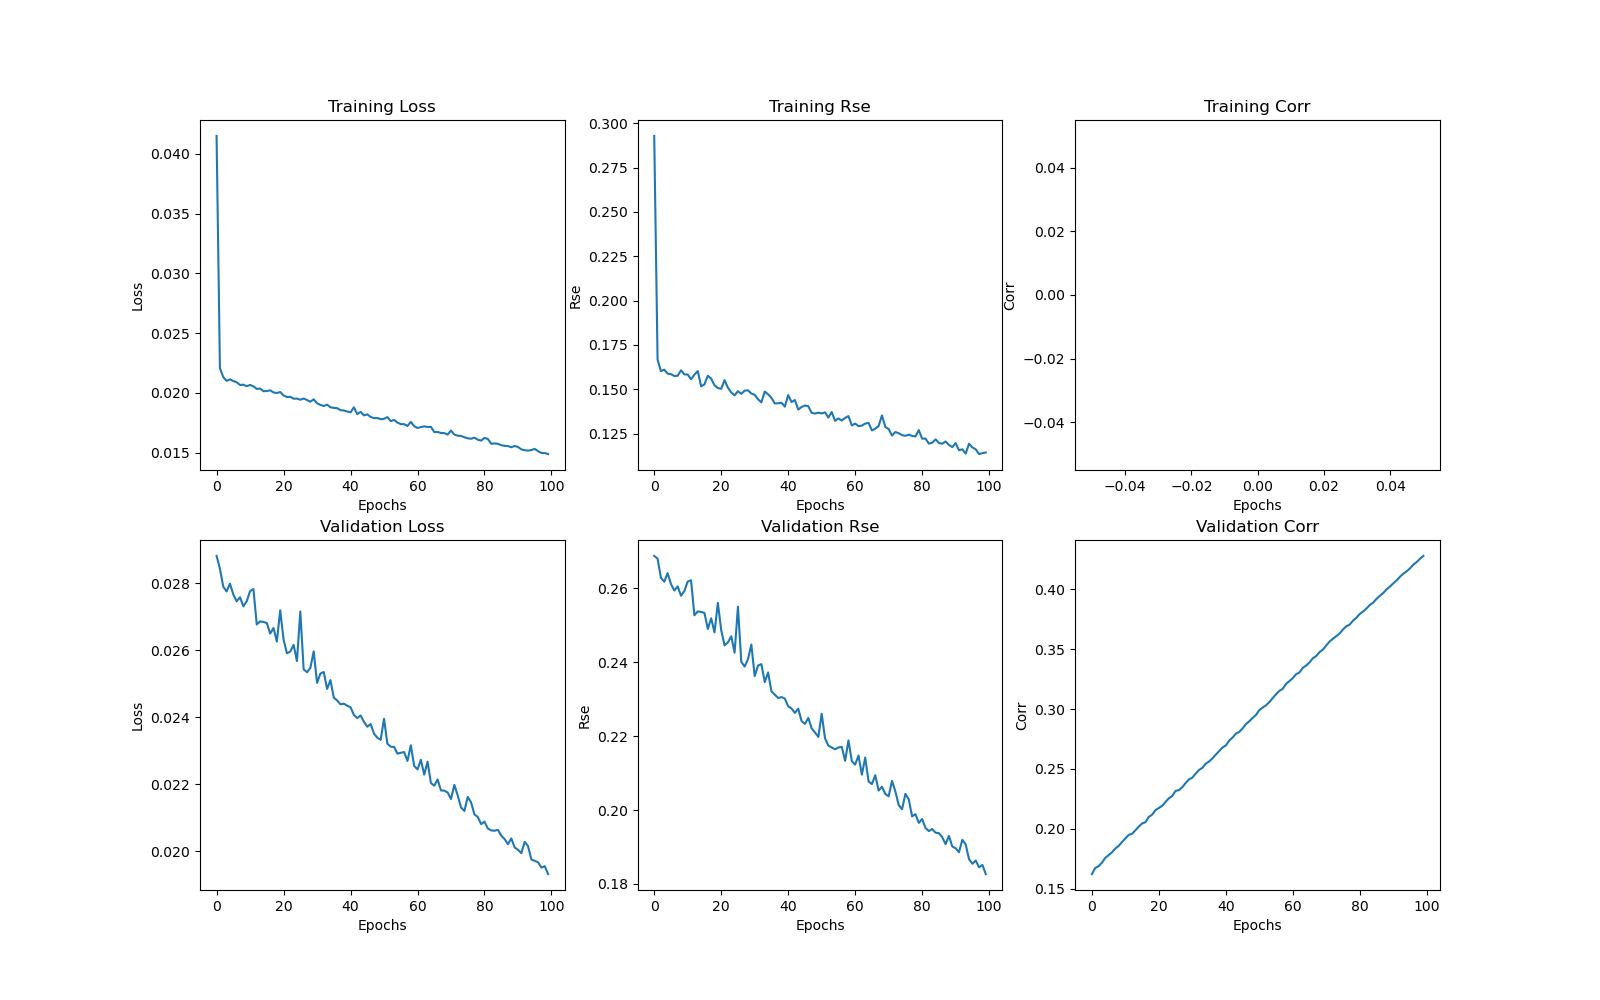 Training Loss
0.040
0.035
0.030
0.025
0.020
0.015
Loss
0 20 40 60 80 100
Epochs
Training Rse
0.300
0.275
0.250
0.225
0.200
0.175
0.150
0.125
Rse
0 20 40 60 80 100
Epochs
Training Corr
0.04
0.02
0.00
−0.02
−0.04
Corr
−0.04 −0.02 0.00 0.02 0.04
Epochs
Validation Loss
0.028
0.026
0.024
0.022
0.020
Loss
0 20 40 60 80 100
Epochs
Validation Rse
0.26
0.24
0.22
0.20
0.18
Rse
0 20 40 60 80 100
Epochs
Validation Corr
0.40
0.35
0.30
0.25
0.20
0.15
Corr
0 20 40 60 80 100
Epochs